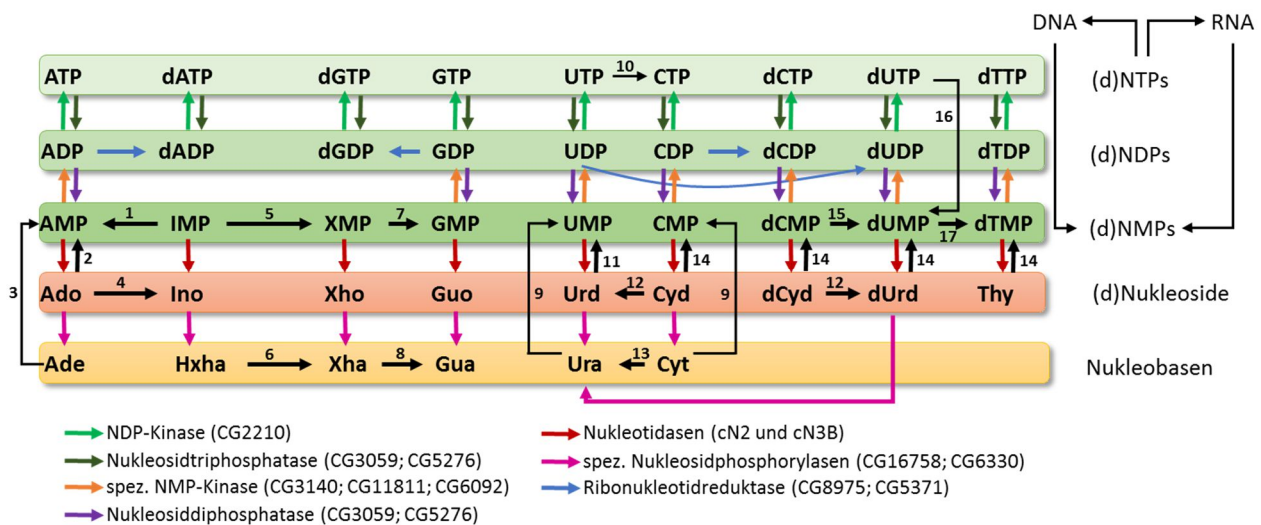 DNA RNA
ATP dATP dGTP GTP UTP 10 CTP dCTP dUTP dTTP (d)NTPs
16
ADP dADP dGDP GDP UDP CDP dCDP dUDP dTDP (d)NDPs
AMP 1 IMP 5 XMP 7 GMP UMP CMP dCMP 15 dUMP 17 dTMP (d)NMPs
2 11 14 14 14 14
3 Ado 4 Ino Xho Guo 9 Urd 12 Cyd 9 dCyd 12 dUrd Thy (d)Nukleoside
Ade Hxha 6 Xha 8 Gua Ura 13 Cyt Nukleobasen
NDP-Kinase (CG2210)
Nukleosidtriphosphatase (CG3059; CG5276)
spez. NMP-Kinase (CG3140; CG11811; CG6092)
Nukleosiddiphosphatase (CG3059; CG5276)
Nukleotidasen (cN2 und cN3B)
spez. Nukleosidphosphorylasen (CG16758; CG6330)
Ribonukleotidreduktase (CG8975; CG5371)